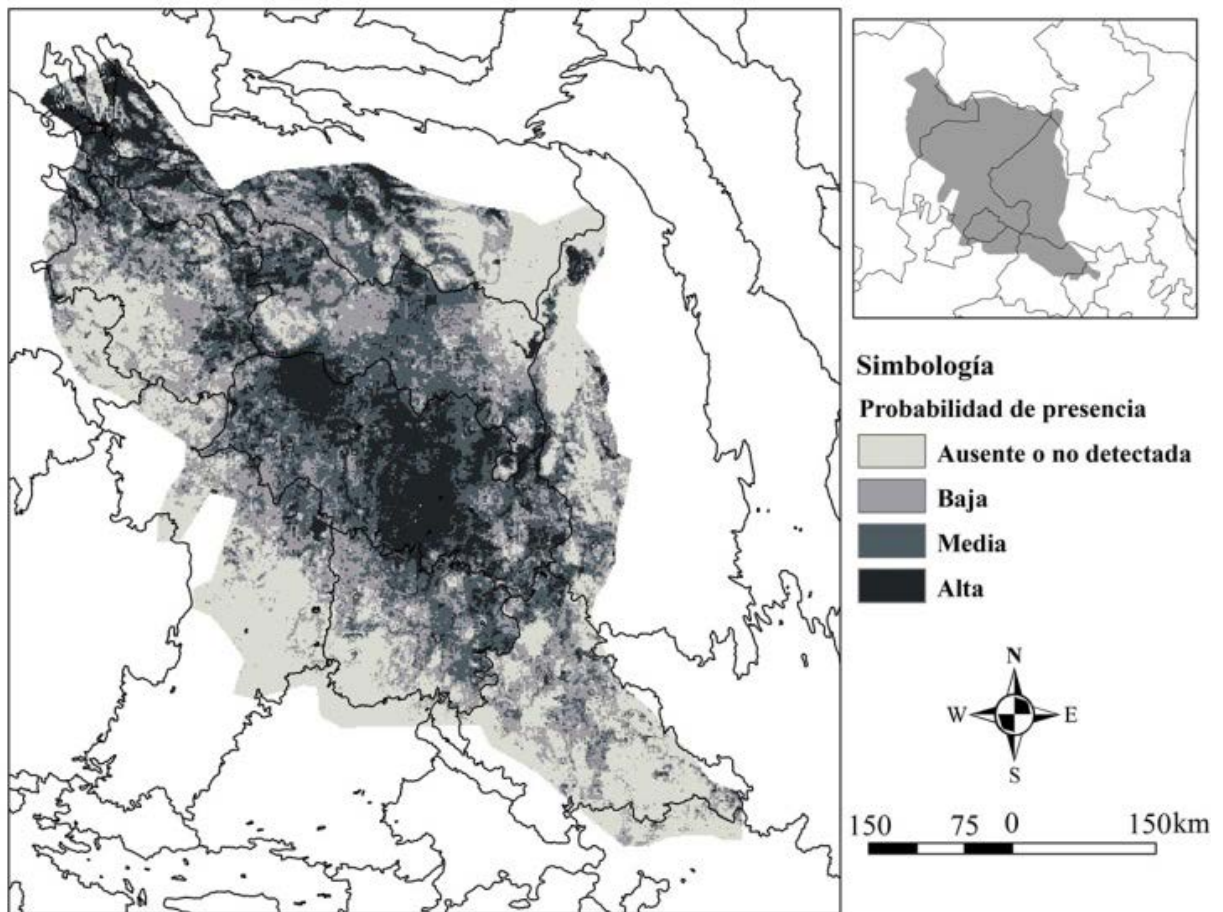 Simbología
Probabilidad de presencia
Ausente o no detectada
Baja
Media
Alta
N
W E
S
150 75 0 150km